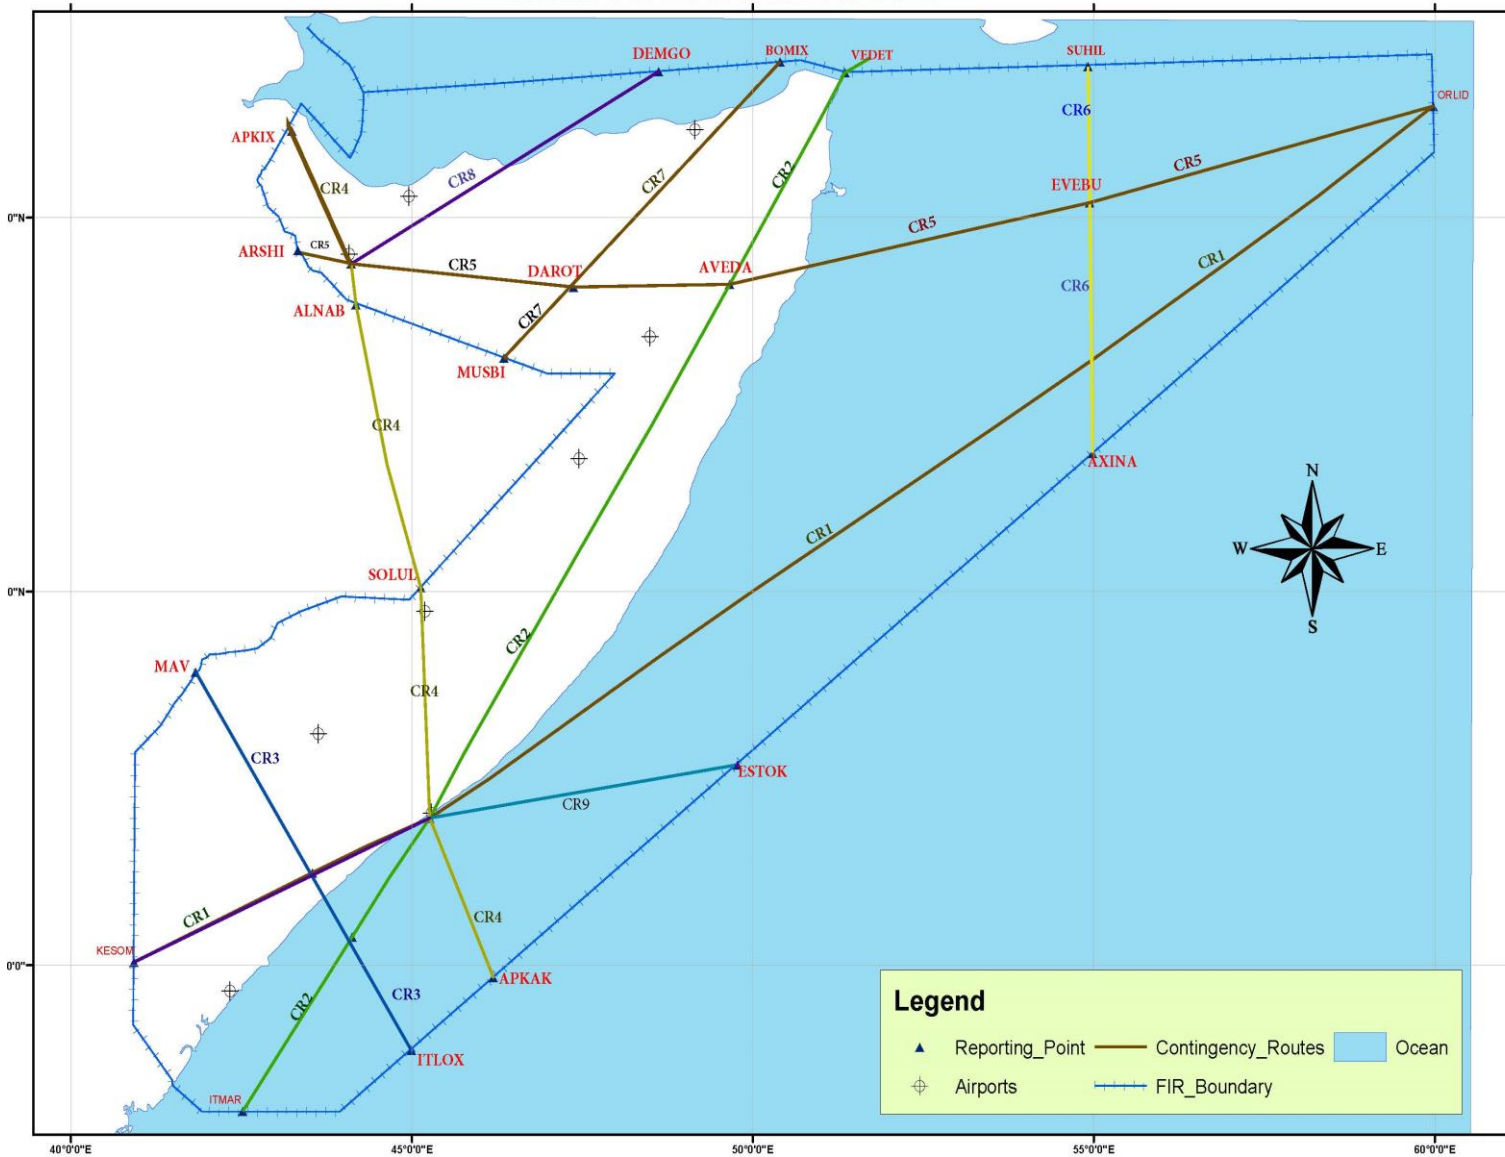 DEMGO
BOMIX
VEDET
SUHIL
ORLID
CR6
APKIX
CR4
CR8
CR7
CR2
CR5
EVEBU
0"N
CR5
ARSHI
CR5
CR5
DAROT
AVEDA
CR1
CR6
ALNAB
CR7
MUSBI
CR4
AXINA
N
W
E
S
CR1
SOLUL
0"N
CR2
MAV
CR4
CR3
ESTOK
CR9
CR1
CR4
KESOM
0'0"
APKAK
CR3
CR2
ITLOX
ITMAR
Legend
Reporting_Point
Contingency_Routes
Ocean
Airports
FIR_Boundary
40°0'0"E
45°0'0"E
50°0'0"E
55°0'0"E
60°0'0"E